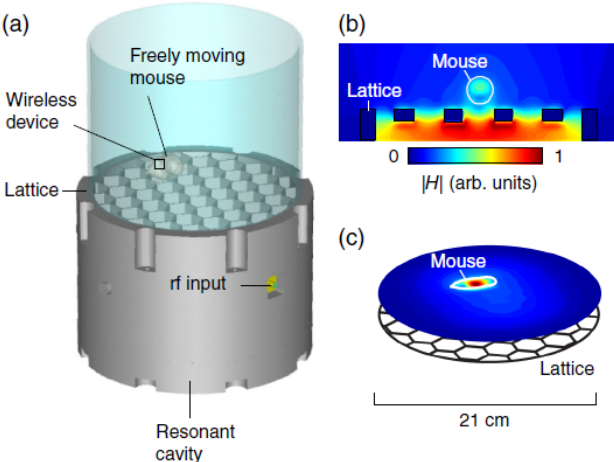 (a)
Freely moving
mouse
Wireless
device
Lattice
rf input
Resonant
cavity
(b)
Mouse
Lattice
0
1
|H| (arb. units)
(c)
Mouse
Lattice
21 cm